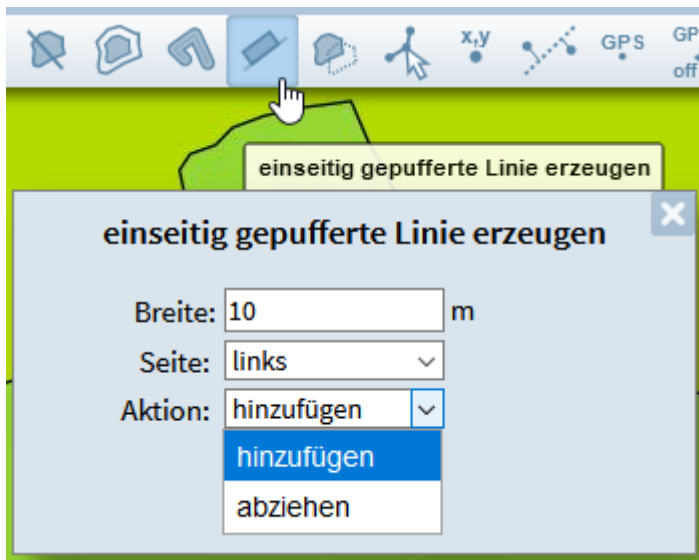 x,y
GPS
GP
off
einseitig gepufferte Linie erzeugen
einseitig gepufferte Linie erzeugen
Breite: 10 m
Seite: links
Aktion: hinzufügen
hinzufügen
abziehen